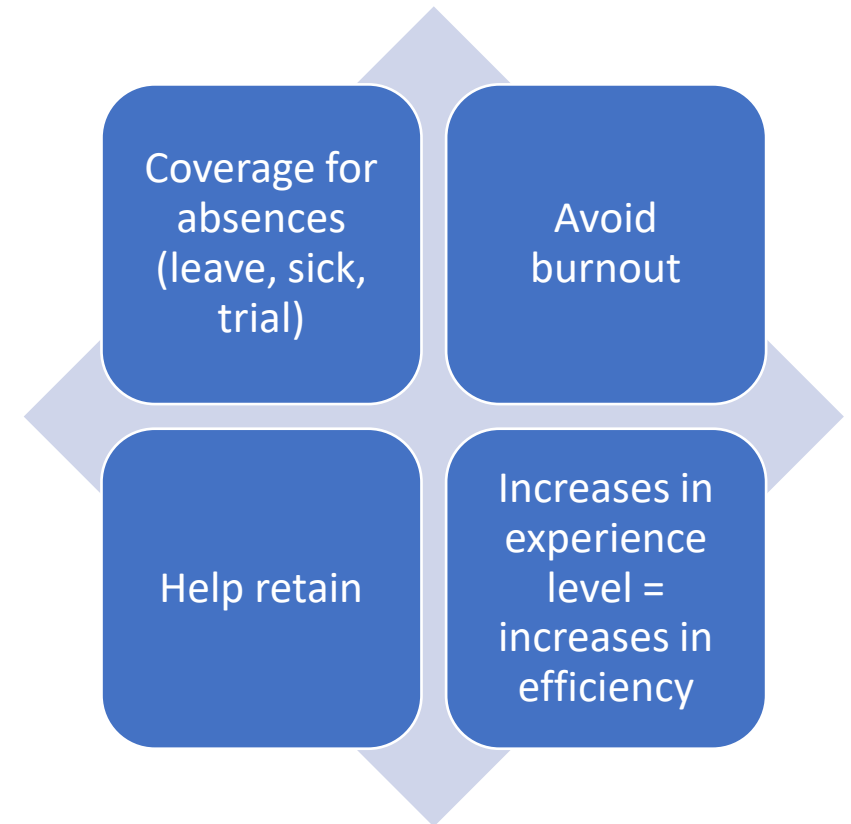 Coverage for
absences
(leave, sick,
trial)
Avoid
burnout
Help retain
Increases in
experience
level =
increases in
efficiency